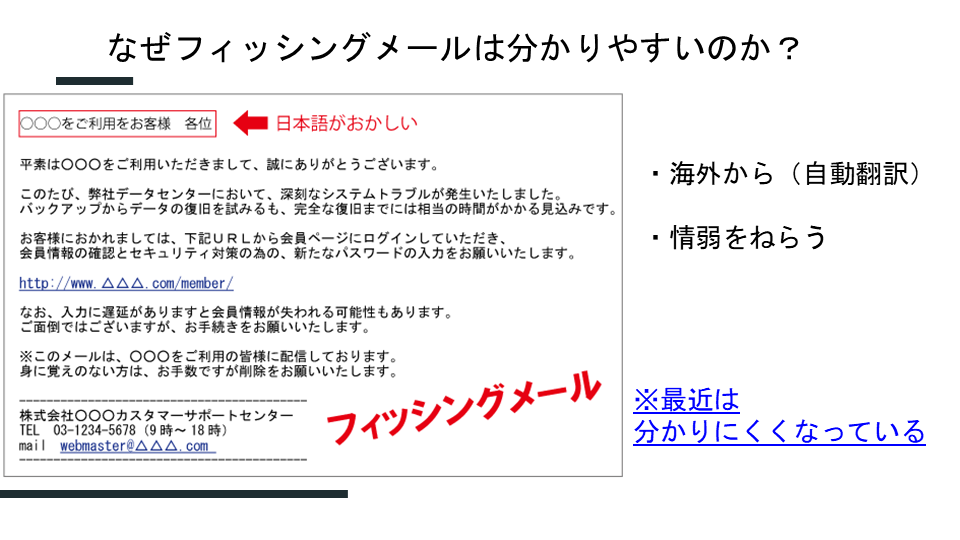 なぜフィッシングメールは分かりやすいのか？
○○○をご利用をお客様　各位
日本語がおかしい
平素は○○○をご利用いただきまして、誠にありがとうございます。
このたび、弊社データセンターにおいて、深刻なシステムトラブルが発生いたしました。
バックアップからデータの復旧を試みるも、完全な復旧までには相当の時間がかかる見込みです。
お客様におかれましては、下記ＵＲＬから会員ページにログインしていただき、
会員情報の確認とセキュリティ対策の為の、新たなパスワードの入力をお願いいたします。
http://www.△△△.com/member/
なお、入力に遅延がありますと会員情報が失われる可能性もあります。
ご面倒ではございますが、お手続きをお願いいたします。
※このメールは、○○○をご利用の皆様に配信しております。
身に覚えのない方は、お手数ですが削除をお願いいたします。
------------------------------------------
株式会社○○○カスタマーサポートセンター
TEL　03-1234-5678（9時～18時）
mail　webmaster@△△△.com
------------------------------------------
フィツシングメール
・海外から（自動翻訳）
・情弱をねらう
※最近は
分かりにくくなっている